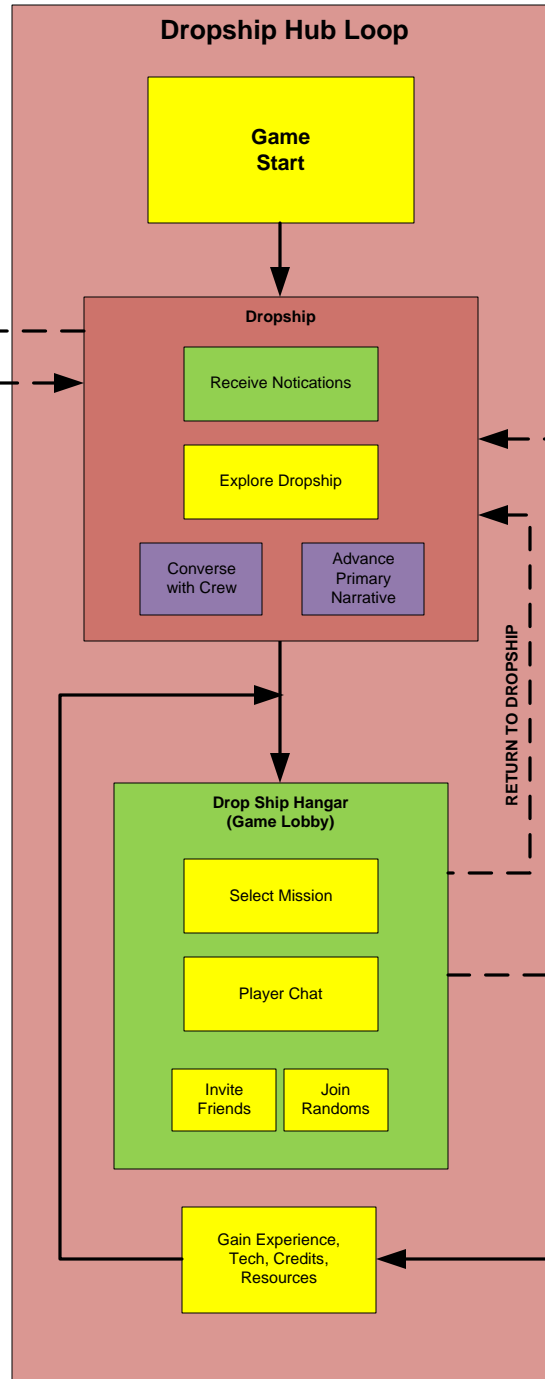 Dropship Hub Loop
Game
Start
Dropship
Receive Notications
Explore Dropship
Converse
with Crew
Advance
Primary
Narrative
RETURN TO DROPSHIP
Drop Ship Hangar
(Game Lobby)
Select Mission
Player Chat
Invite
Friends
Join
Randoms
Gain Experience,
Tech, Credits,
Resources